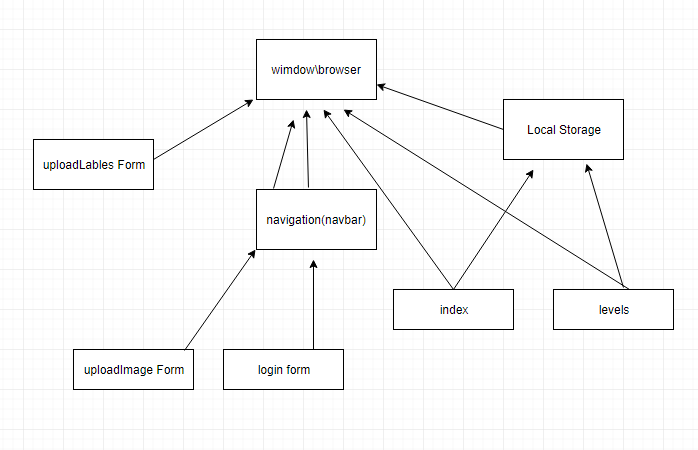 wimdow\browser
Local Storage
uploadLables Form
navigation(navbar)
index
levels
uploadImage Form
login form